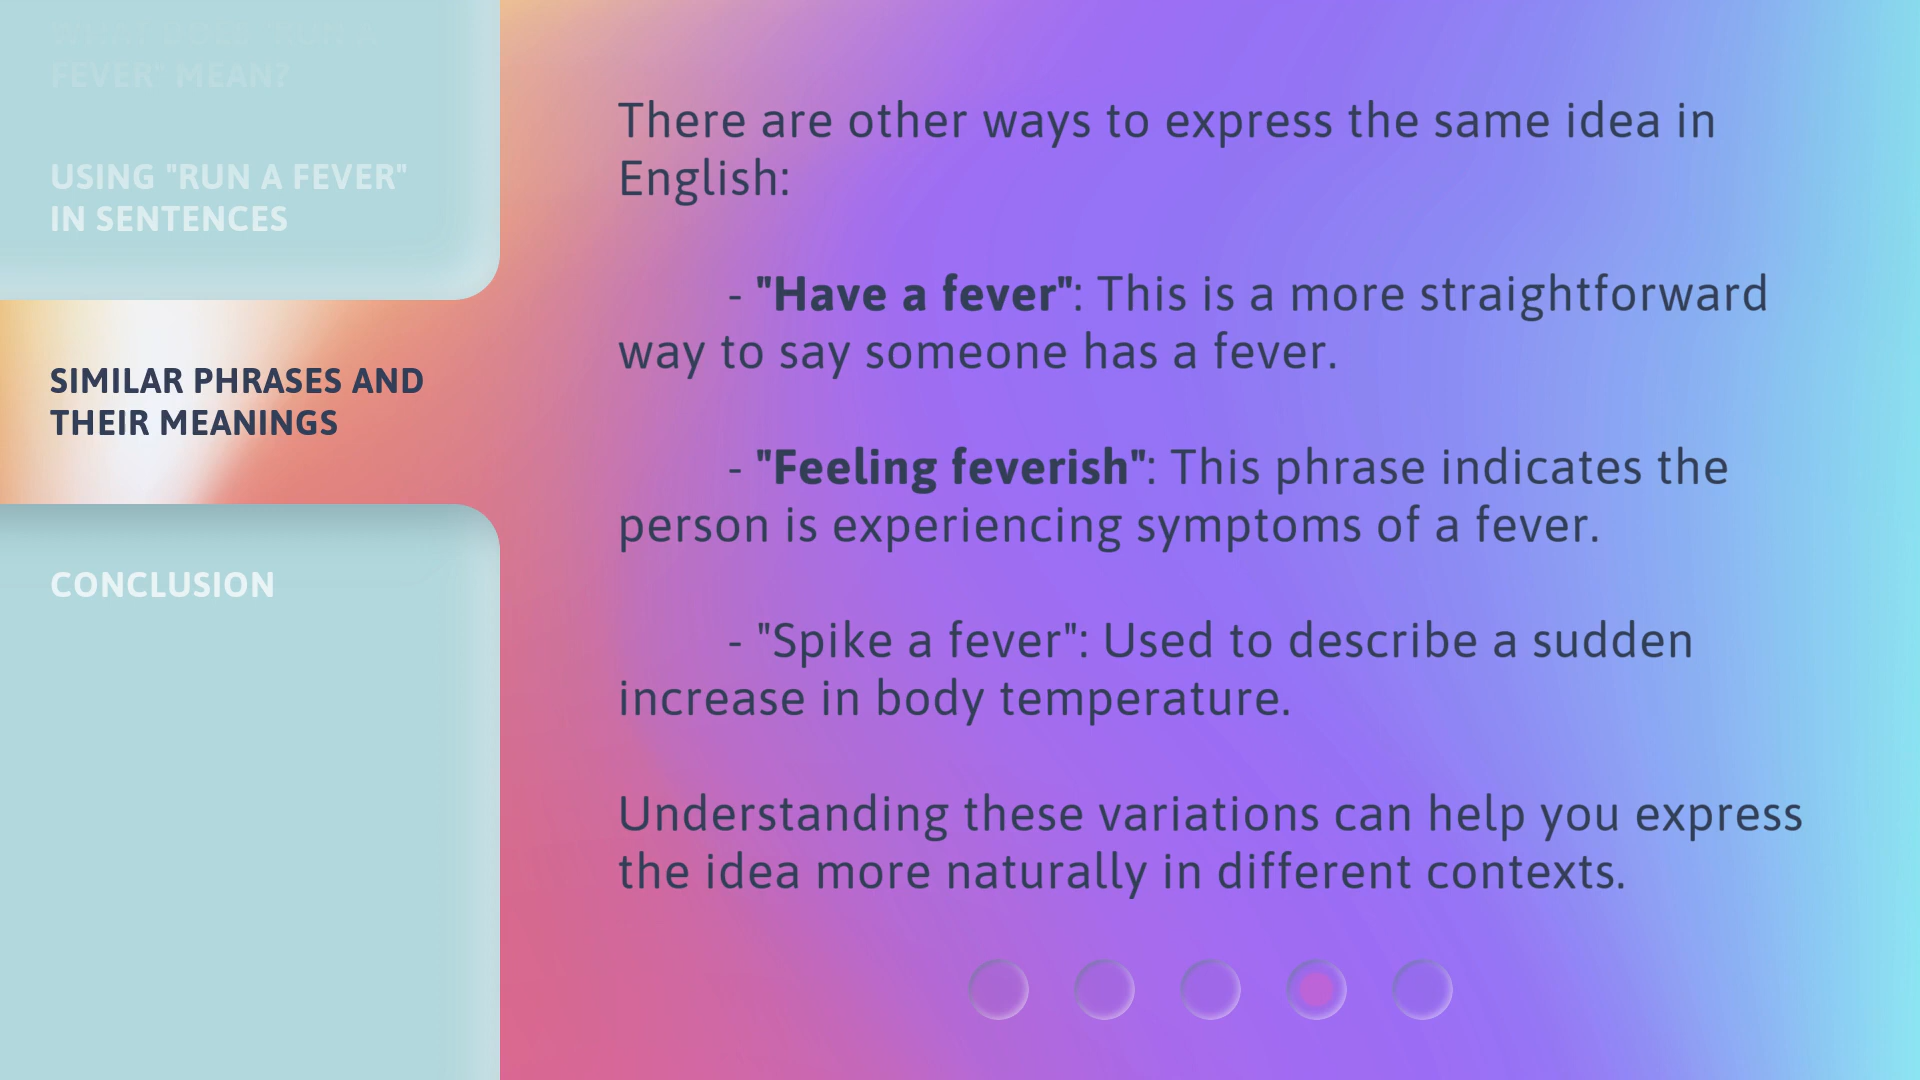 WHAT DOES "RUN A
FEVER" MEAN?
USING "RUN A FEVER"
IN SENTENCES
SIMILAR PHRASES AND
THEIR MEANINGS
CONCLUSION
There are other ways to express the same idea in
English:
- "Have a fever": This is a more straightforward
way to say someone has a fever.
- "Feeling feverish": This phrase indicates the
person is experiencing symptoms of a fever.
- "Spike a fever": Used to describe a sudden
increase in body temperature.
Understanding these variations can help you express
the idea more naturally in different contexts.